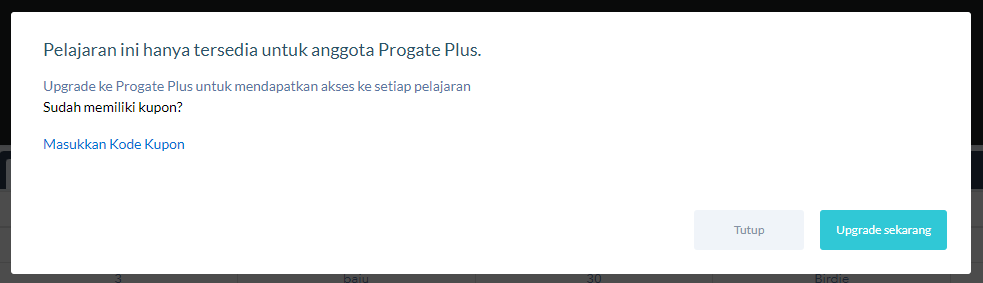 Pelajaran ini hanya tersedia untuk anggota Progate Plus.
Upgrade ke Progate Plus untuk mendapatkan akses ke setiap pelajaran
Sudah memiliki kupon?
Masukkan Kode Kupon
Tutup Upgrade sekarang
3 baju 30 Birdie